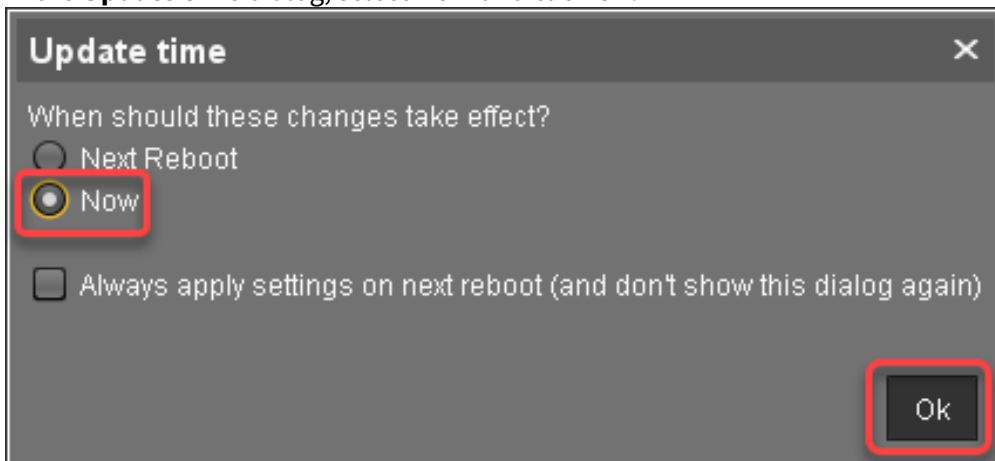 Update time ×
When should these changes take effect?
Next Reboot
Now
Always apply settings on next reboot (and don't show this dialog again)
Ok